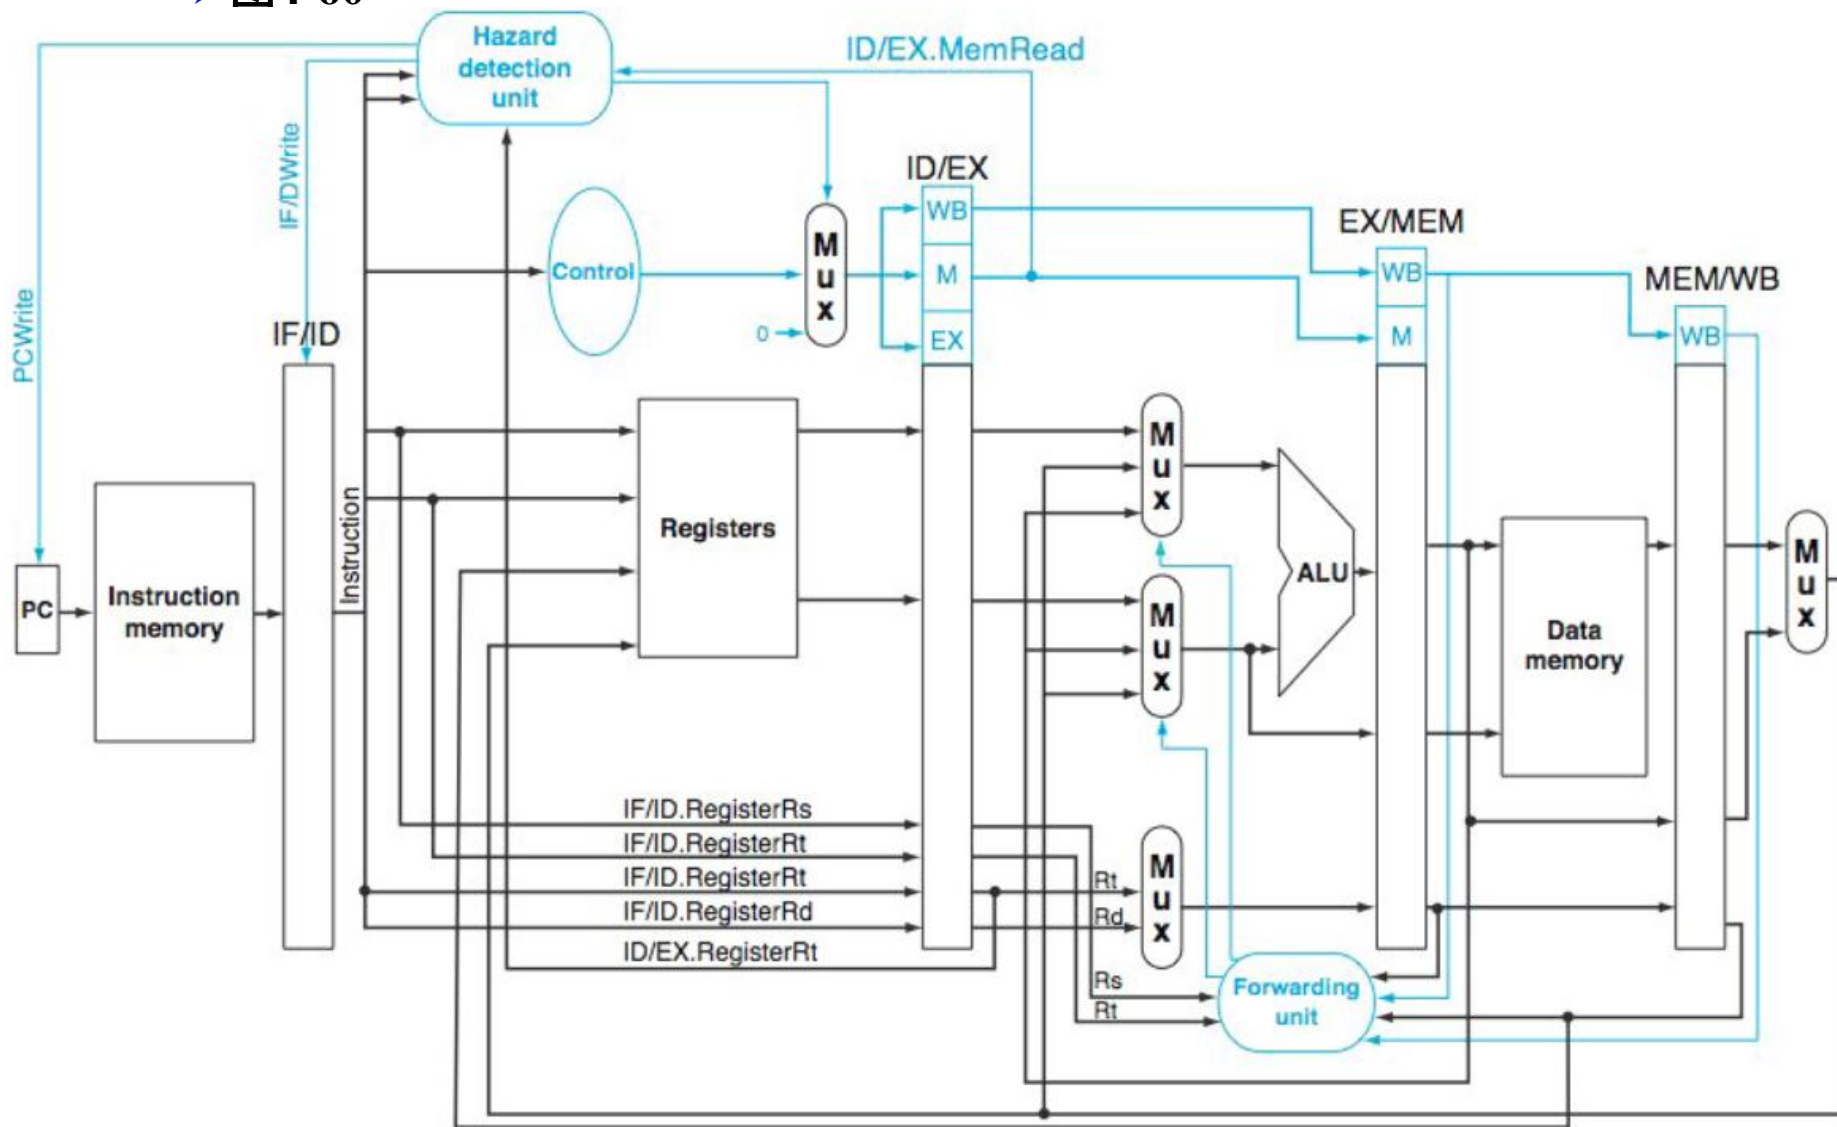 Hazard
detection
unit
ID/EX.MemRead
IF/DWrite
PCWrite
ID/EX
WB
M
EX
Control
M
u
x
0
EX/MEM
WB
M
MEM/WB
WB
IF/ID
Instruction
PC
Instruction
memory
Registers
M
u
x
M
u
x
ALU
Data
memory
M
u
x
IF/ID.RegisterRs
IF/ID.RegisterRt
IF/ID.RegisterRt
IF/ID.RegisterRd
ID/EX.RegisterRt
Rt
Rd
M
u
x
Rs
Rt
Forwarding
unit